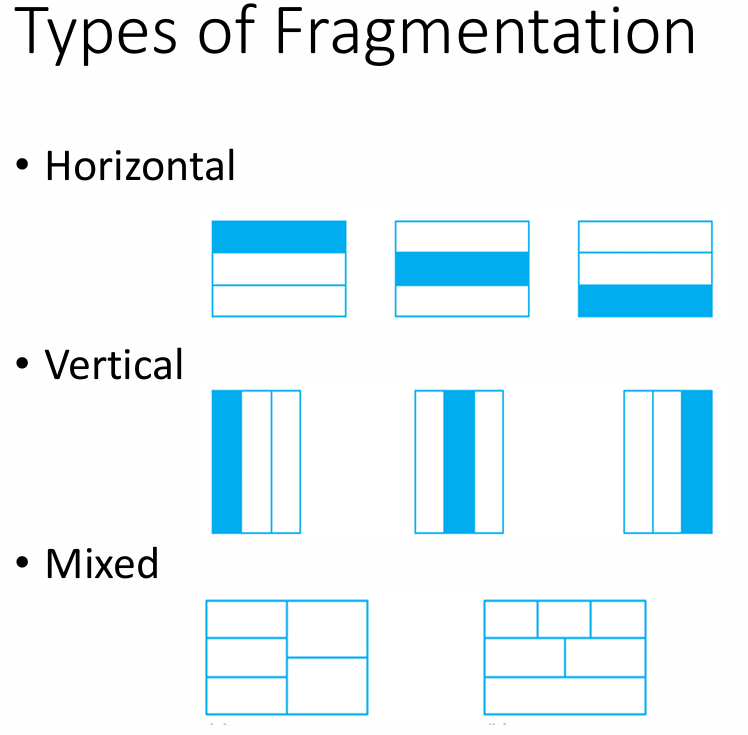 Types of Fragmentation
• Horizontal
• Vertical
• Mixed